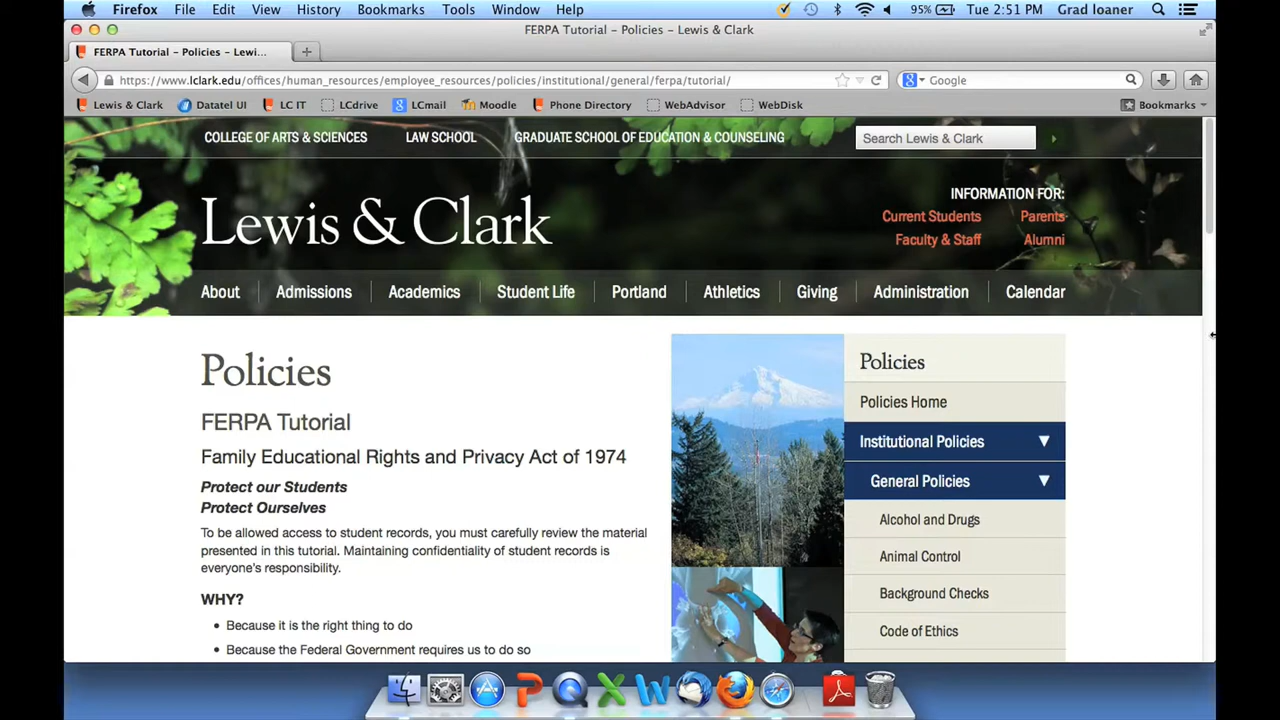 Firefox File Edit View History Bookmarks Tools Window Help 95% Tue 2:51 PM Grad loaner
FERPA Tutorial – Policies – Lewis & Clark
FERPA Tutorial – Policies – Lewi...
https://www.lclark.edu/offices/human_resources/employee_resources/policies/institutional/general/ferpa/tutorial/
Google
Lewis & Clark Datatel UI LC IT LCdrive LCmail Moodle Phone Directory WebAdvisor WebDisk Bookmarks
COLLEGE OF ARTS & SCIENCES LAW SCHOOL GRADUATE SCHOOL OF EDUCATION & COUNSELING Search Lewis & Clark
Lewis & Clark
INFORMATION FOR:
Current Students Parents
Faculty & Staff Alumni
About Admissions Academics Student Life Portland Athletics Giving Administration Calendar
Policies
FERPA Tutorial
Family Educational Rights and Privacy Act of 1974
Protect our Students
Protect Ourselves
To be allowed access to student records, you must carefully review the material
presented in this tutorial. Maintaining confidentiality of student records is
everyone's responsibility.
WHY?
• Because it is the right thing to do
• Because the Federal Government requires us to do so
Policies
Policies Home
Institutional Policies
General Policies
Alcohol and Drugs
Animal Control
Background Checks
Code of Ethics